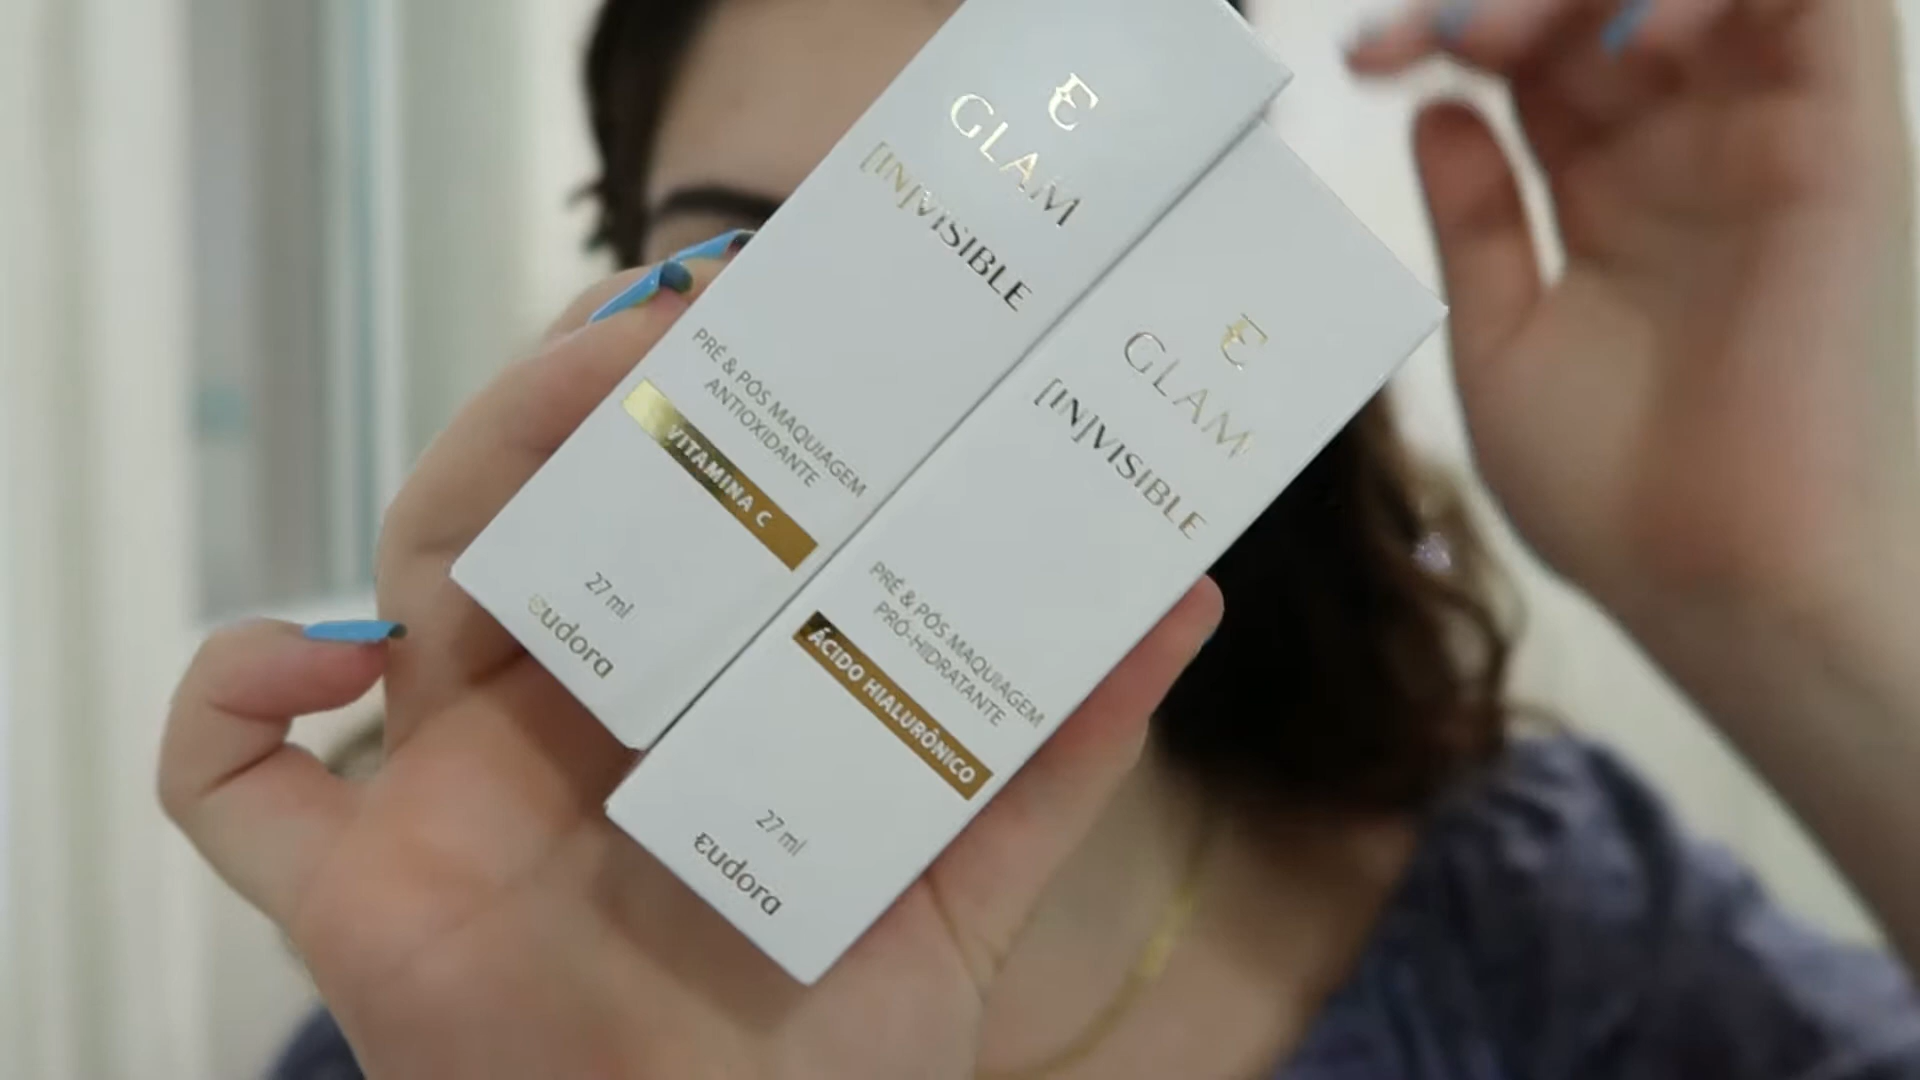 E
GLAM
[IN]VISIBLE
PRÉ & PÓS MAQUIAGEM
ANTIOXIDANTE
VITAMINA C
27 ml
eudora
E
GLAM
[IN]VISIBLE
PRÉ & PÓS MAQUIAGEM
PRÓ-HIDRATANTE
ÁCIDO HIALURÔNICO
27 ml
eudora